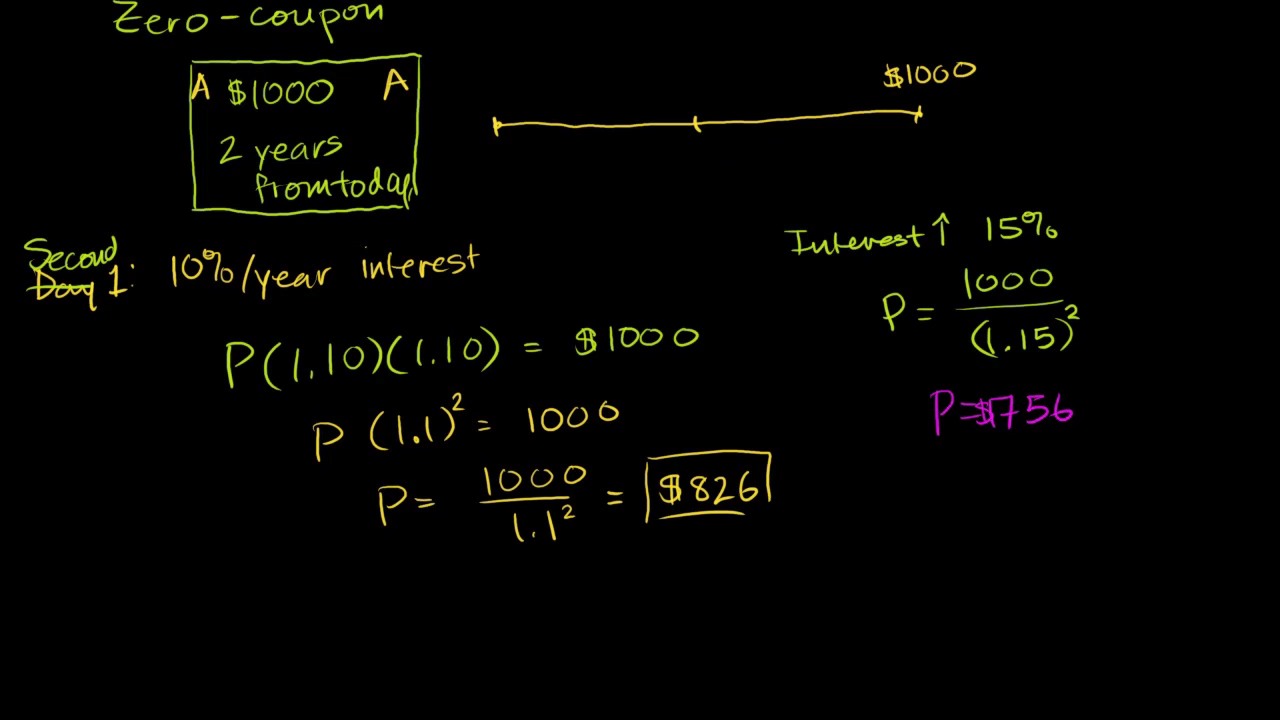 Zero-coupon
A $1000 A
2 years
from today
$1000
Second
Day 1: 10%/year interest
P(1.10)(1.10) = $1000
P (1.1)² = 1000
P = 1000 / 1.1² = $826
Interest ↑ 15%
P = 1000 / (1.15)²
P = $756